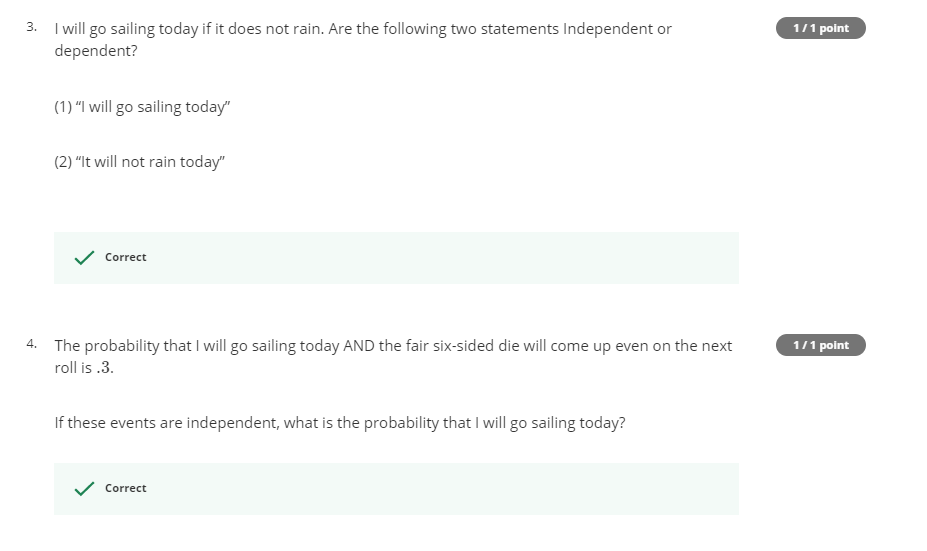 3. I will go sailing today if it does not rain. Are the following two statements Independent or
1 / 1 point
dependent?
(1) “I will go sailing today”
(2) “It will not rain today”
Correct
4. The probability that I will go sailing today AND the fair six-sided die will come up even on the next
1 / 1 point
roll is .3.
If these events are independent, what is the probability that I will go sailing today?
Correct